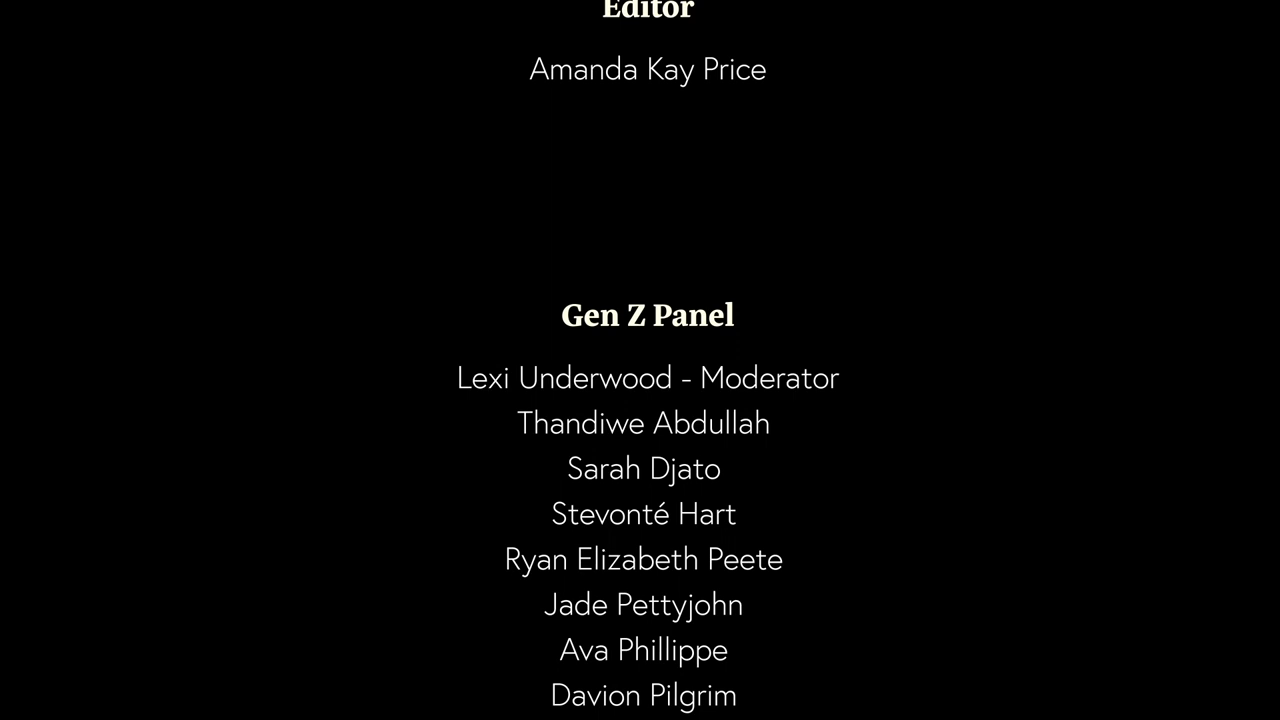 Editor
Amanda Kay Price
Gen Z Panel
Lexi Underwood - Moderator
Thandiwe Abdullah
Sarah Djato
Stevonté Hart
Ryan Elizabeth Peete
Jade Pettyjohn
Ava Phillippe
Davion Pilgrim